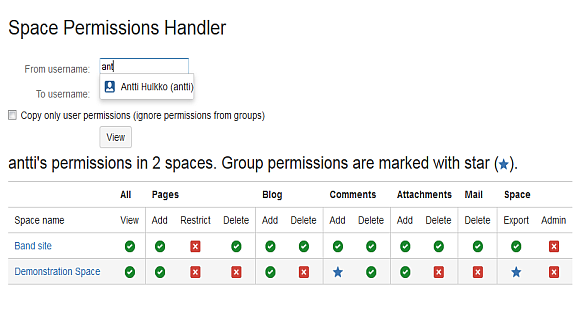 Space Permissions Handler
From username: ant
Antti Hulkko (antti)
To username:
Copy only user permissions (ignore permissions from groups)
View
antti's permissions in 2 spaces. Group permissions are marked with star (★).
All Pages Blog Comments Attachments Mail Space
Space name View Add Restrict Delete Add Delete Add Delete Add Delete Delete Export Admin
Band site
Demonstration Space